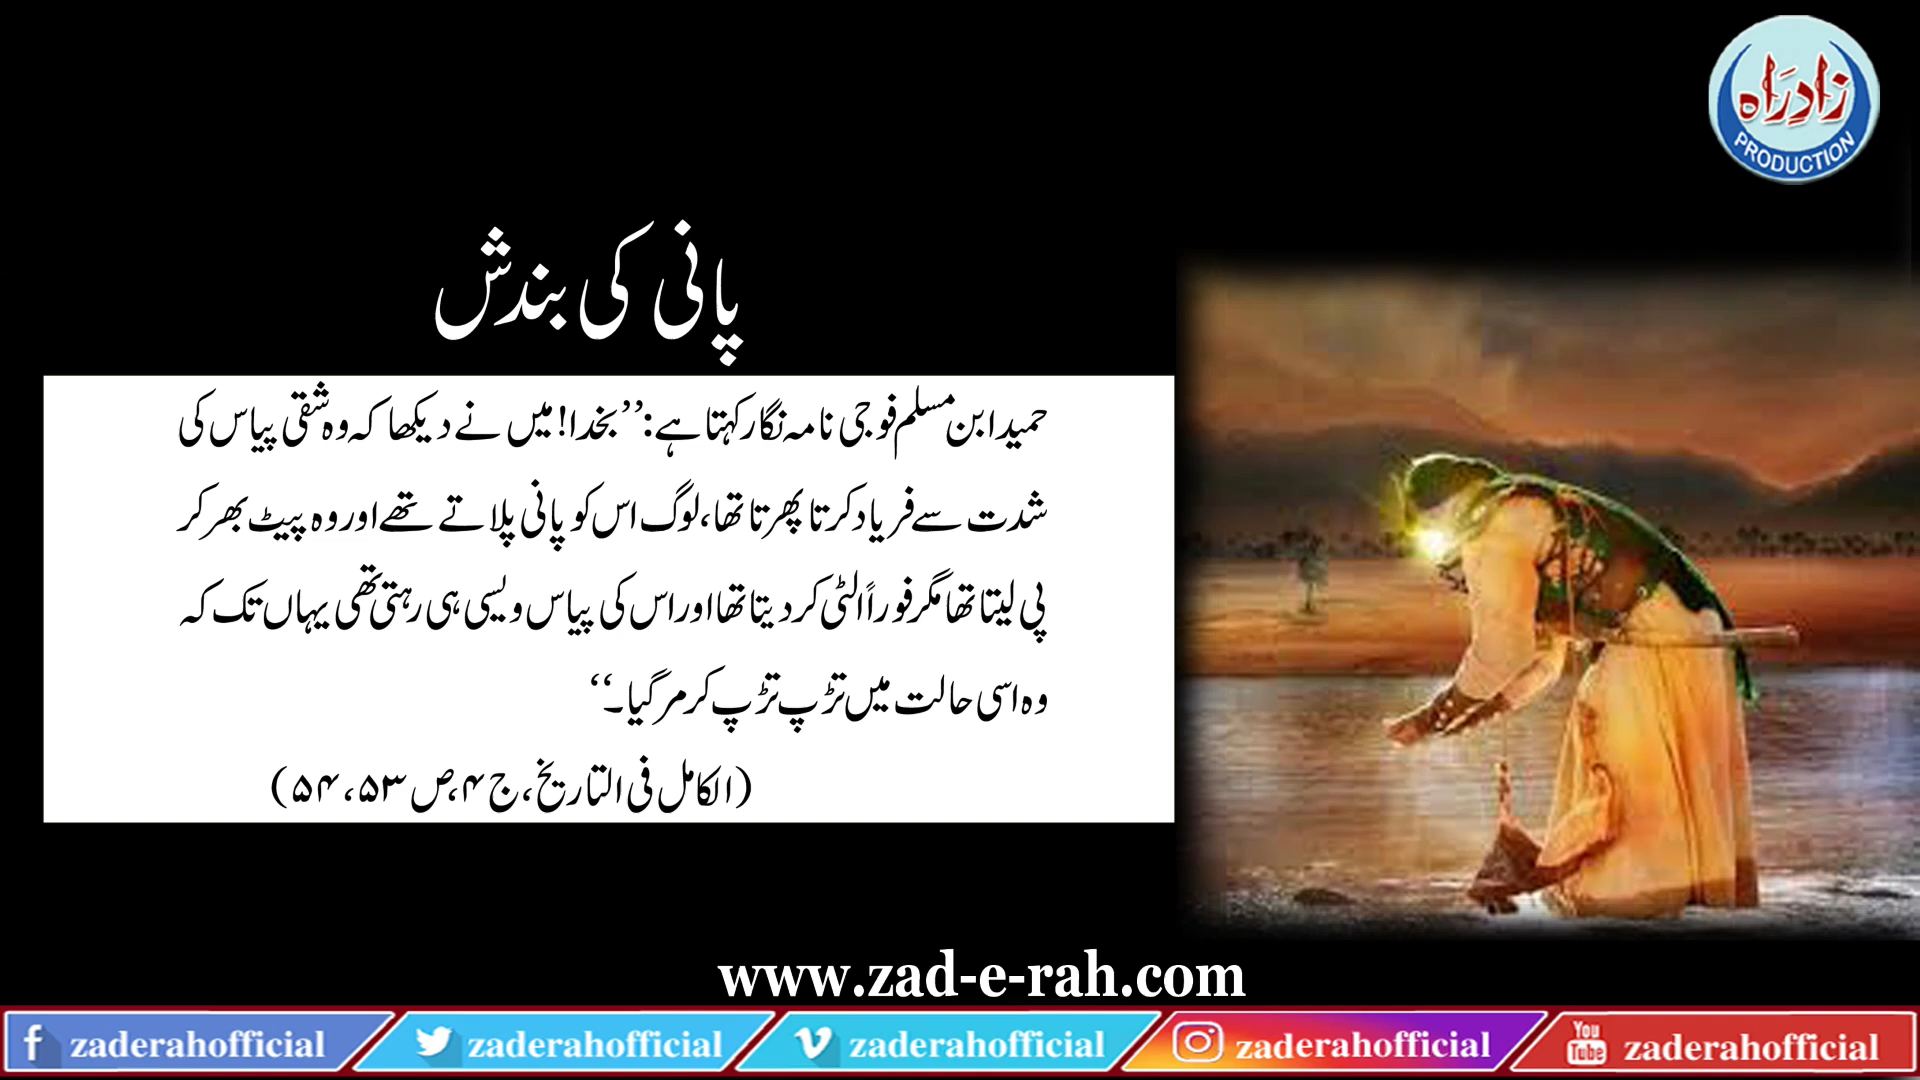 زادِراہ
PRODUCTION
پانی کی بندش
حمید ابن مسلم فوجی نامہ نگار کہتا ہے: ’’بخدا! میں نے دیکھا کہ وہ شقی پیاس کی
شدت سے فریاد کرتا پھرتا تھا، لوگ اس کو پانی پلاتے تھے اور وہ پیٹ بھر کر
پی لیتا تھا مگر فوراً الٹی کر دیتا تھا اور اس کی پیاس ویسی ہی رہتی تھی یہاں تک کہ
وہ اسی حالت میں تڑپ تڑپ کر مر گیا۔‘‘
(الکامل فی التاریخ، ج ۴، ص ۵۳، ۵۴)
www.zad-e-rah.com
f zaderahofficial zaderahofficial zaderahofficial zaderahofficial You Tube zaderahofficial